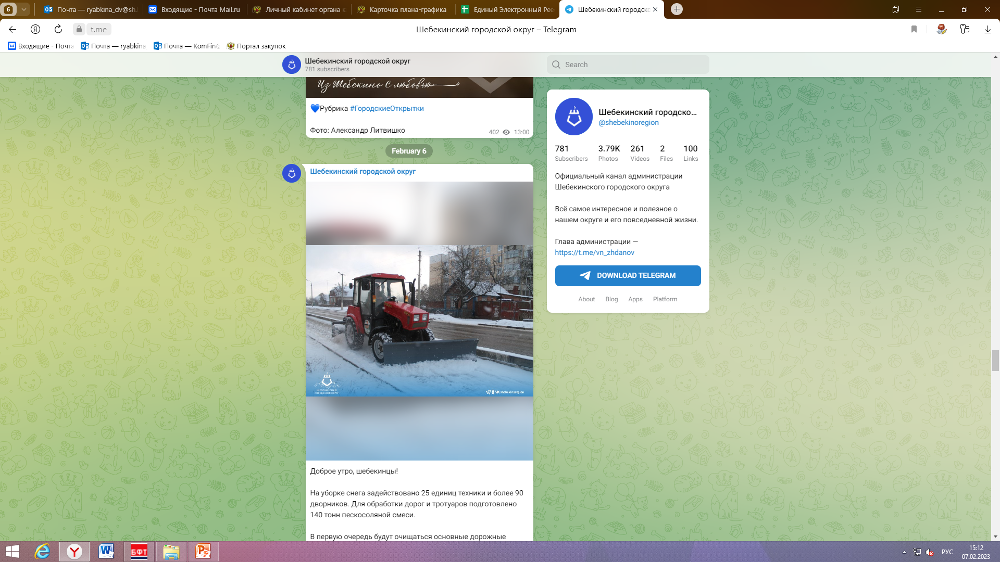 6
Почта — ryabkina_dv@sh
Входящие - Почта Mail.ru
Личный кабинет органа к
Карточка плана-графика
Единый Электронный Рее
Шебекинский городск
t.me
Шебекинский городской округ – Telegram
Входящие - Почта
Почта — ryabkina
Почта — KomFin@
Портал закупок
Шебекинский городской округ
781 subscribers
Search
Из Шебекино С любовью
💙Рубрика #ГородскиеОткрытки
Фото: Александр Литвишко
402 13:00
February 6
Шебекинский городской округ
ШЕБЕКИНСКИЙ
ГОРОДСКОЙ ОКРУГ
shebekinoregion
Доброе утро, шебекинцы!
На уборке снега задействовано 25 единиц техники и более 90
дворников. Для обработки дорог и тротуаров подготовлено
140 тонн пескосоляной смеси.
В первую очередь будут очищаться основные дорожные
Шебекинский городско...
@shebekinoregion
781 3.79K 261 2 100
Subscribers Photos Videos Files Links
Официальный канал администрации
Шебекинского городского округа
Всё самое интересное и полезное о
нашем округе и его повседневной жизни.
Глава администрации —
https://t.me/vn_zhdanov
DOWNLOAD TELEGRAM
About Blog Apps Platform
БФТ
РУС
15:12
07.02.2023